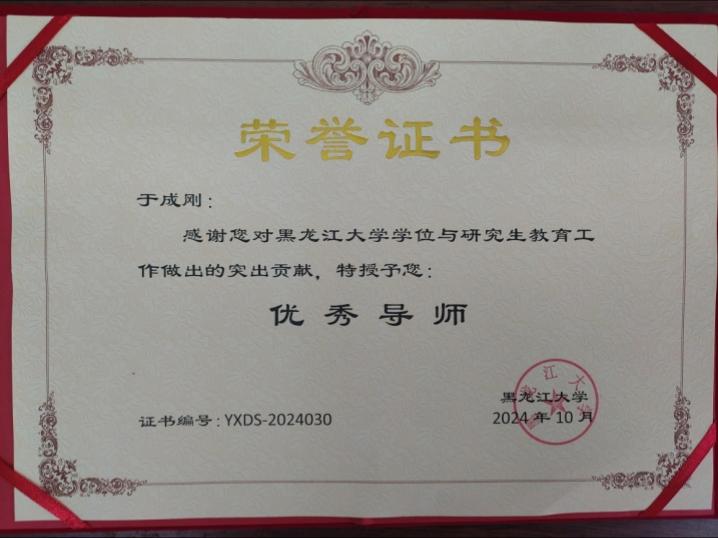 荣誉证书
于成刚：
感谢您对黑龙江大学学位与研究生教育工
作做出的突出贡献，特授予您：
优秀导师
黑龙江大学
证书编号：YXDS-2024030
2024年10月